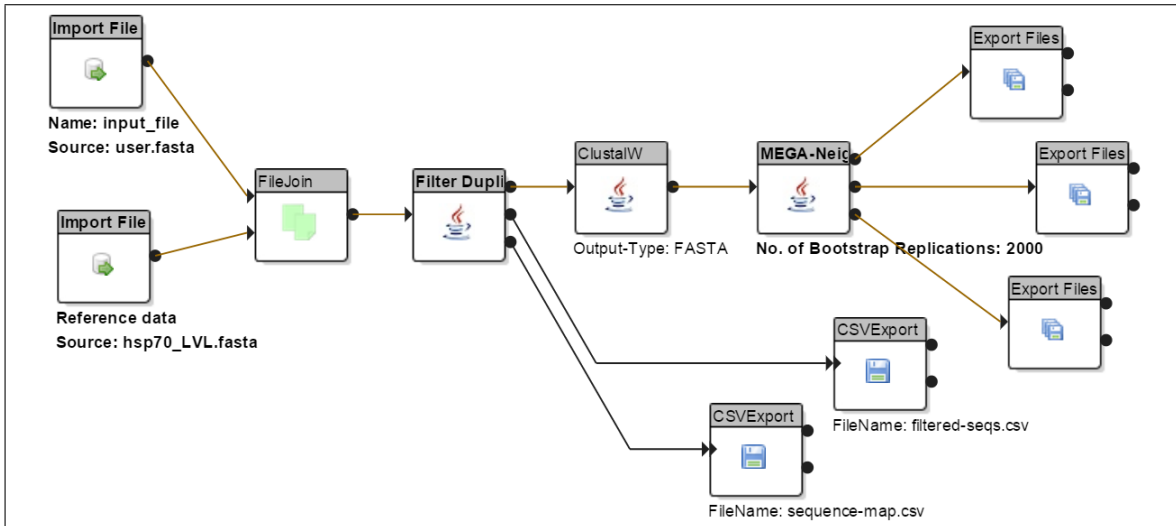 Import File
Name: input_file
Source: user.fasta
Import File
Reference data
Source: hsp70_LVL.fasta
FileJoin
Filter Dupli
ClustalW
Output-Type: FASTA
MEGA-Neig
No. of Bootstrap Replications: 2000
Export Files
Export Files
Export Files
CSVExport
FileName: filtered-seqs.csv
CSVExport
FileName: sequence-map.csv